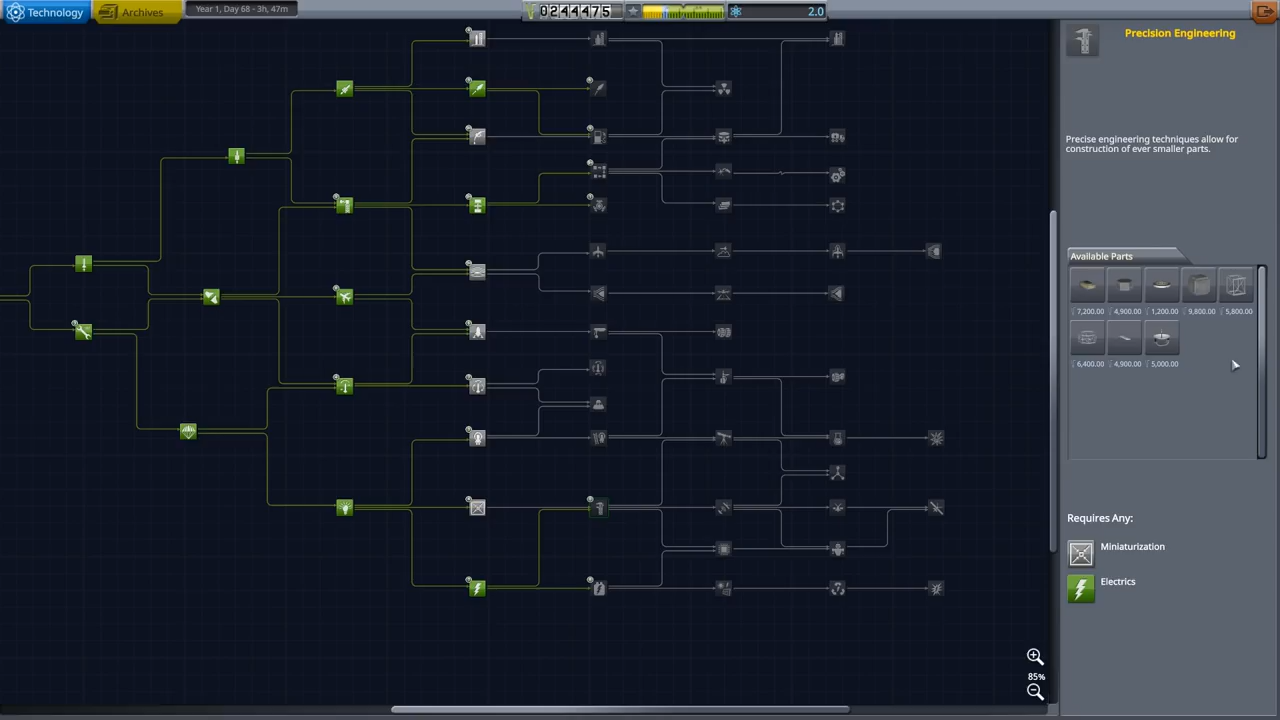 Technology
Archives
Year 1, Day 68 - 3h, 47m
0244475
2.0
Precision Engineering
Precise engineering techniques allow for
construction of ever smaller parts.
Available Parts
7,200.00 4,900.00 1,200.00 9,800.00 5,800.00
6,400.00 4,900.00 5,000.00
Requires Any:
Miniaturization
Electrics
85%